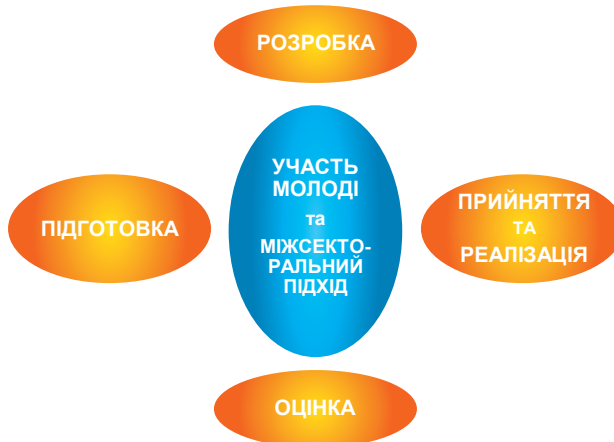 РОЗРОБКА
УЧАСТЬ
МОЛОДІ
та
МІЖСЕКТО-
РАЛЬНИЙ
ПІДХІД
ПІДГОТОВКА
ПРИЙНЯТТЯ
ТА
РЕАЛІЗАЦІЯ
ОЦІНКА